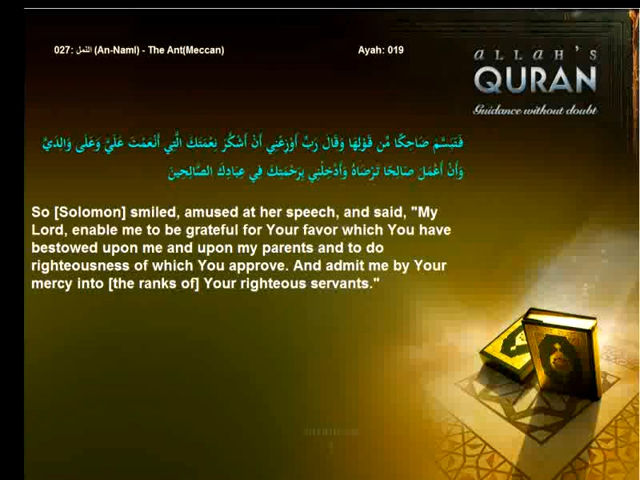 027: النمل (An-Naml) - The Ant(Meccan) Ayah: 019
ALLAH'S
QURAN
Guidance without doubt
فَتَبَسَّمَ ضَاحِكًا مِّن قَوْلِهَا وَقَالَ رَبِّ أَوْزِعْنِي أَنْ أَشْكُرَ نِعْمَتَكَ الَّتِي أَنْعَمْتَ عَلَيَّ وَعَلَى وَالِدَيَّ
وَأَنْ أَعْمَلَ صَالِحًا تَرْضَاهُ وَأَدْخِلْنِي بِرَحْمَتِكَ فِي عِبَادِكَ الصَّالِحِينَ
So [Solomon] smiled, amused at her speech, and said, "My
Lord, enable me to be grateful for Your favor which You have
bestowed upon me and upon my parents and to do
righteousness of which You approve. And admit me by Your
mercy into [the ranks of] Your righteous servants."